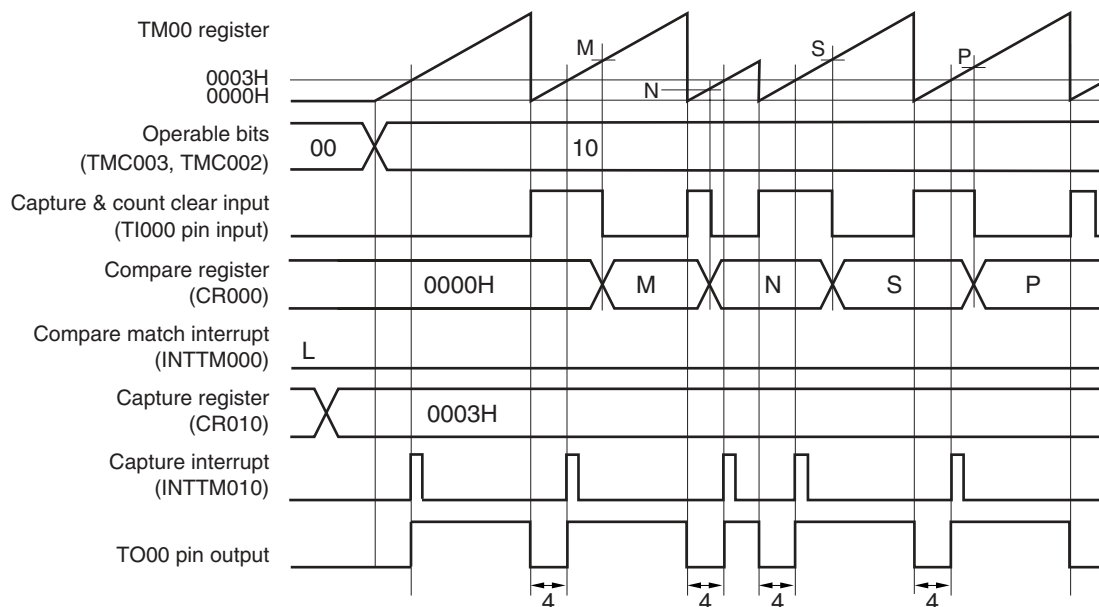 TM00 register
M
S
P
0003H
N
0000H
Operable bits
(TMC003, TMC002)
00
10
Capture & count clear input
(TI000 pin input)
Compare register
(CR000)
0000H
M
N
S
P
Compare match interrupt
(INTTM000)
L
Capture register
(CR010)
0003H
Capture interrupt
(INTTM010)
TO00 pin output
4
4
4
4